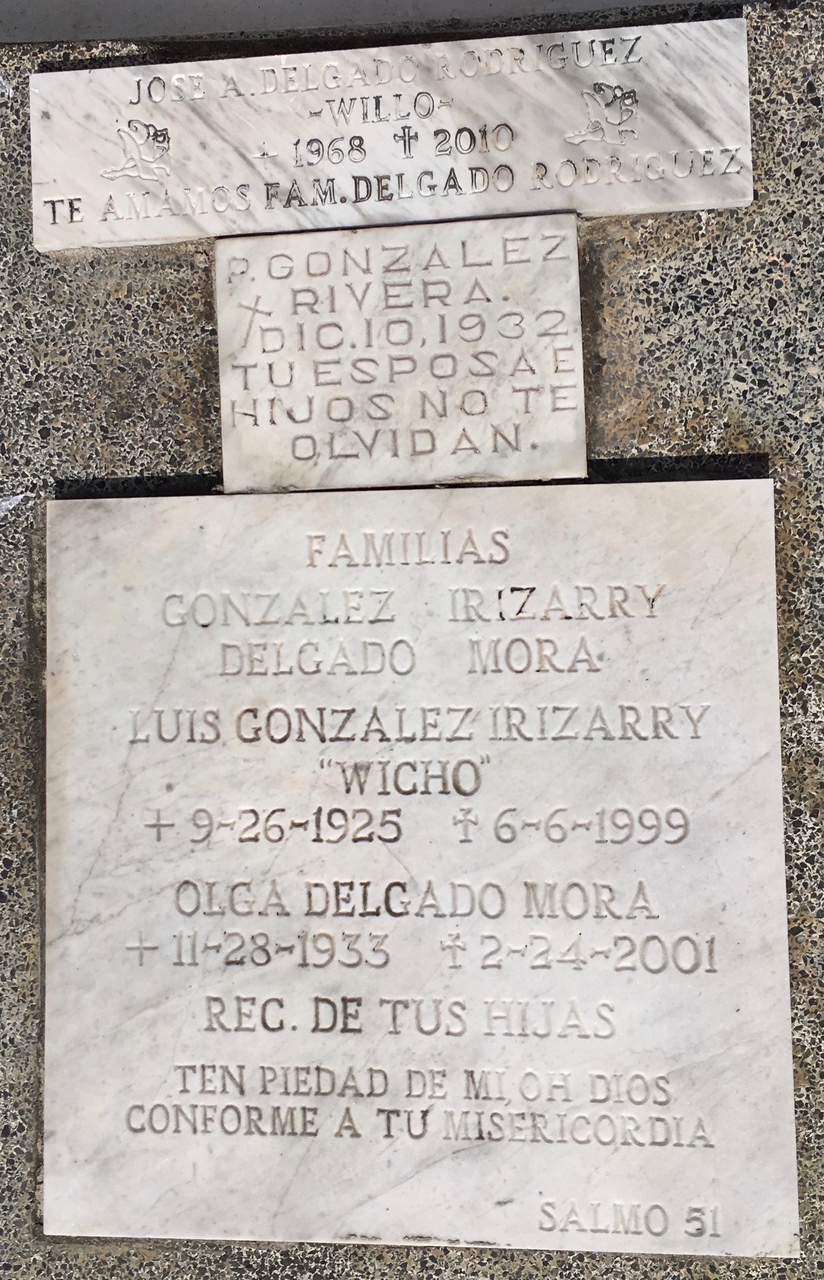 JOSE A. DELGADO RODRIGUEZ
-WILLO-
+ 1968 ✝ 2010
TE AMAMOS FAM. DELGADO RODRIGUEZ
P. GONZALEZ
RIVERA.
DIC. 10, 1932
TU ESPOSA E
HIJOS NO TE
OLVIDAN.
FAMILIAS
GONZALEZ IRIZARRY
DELGADO MORA
LUIS GONZALEZ IRIZARRY
"WICHO"
+ 9-26-1925 ✝ 6-6-1999
OLGA DELGADO MORA
+ 11-28-1933 ✝ 2-24-2001
REC. DE TUS HIJAS
TEN PIEDAD DE MI, OH DIOS
CONFORME A TU MISERICORDIA
SALMO 51